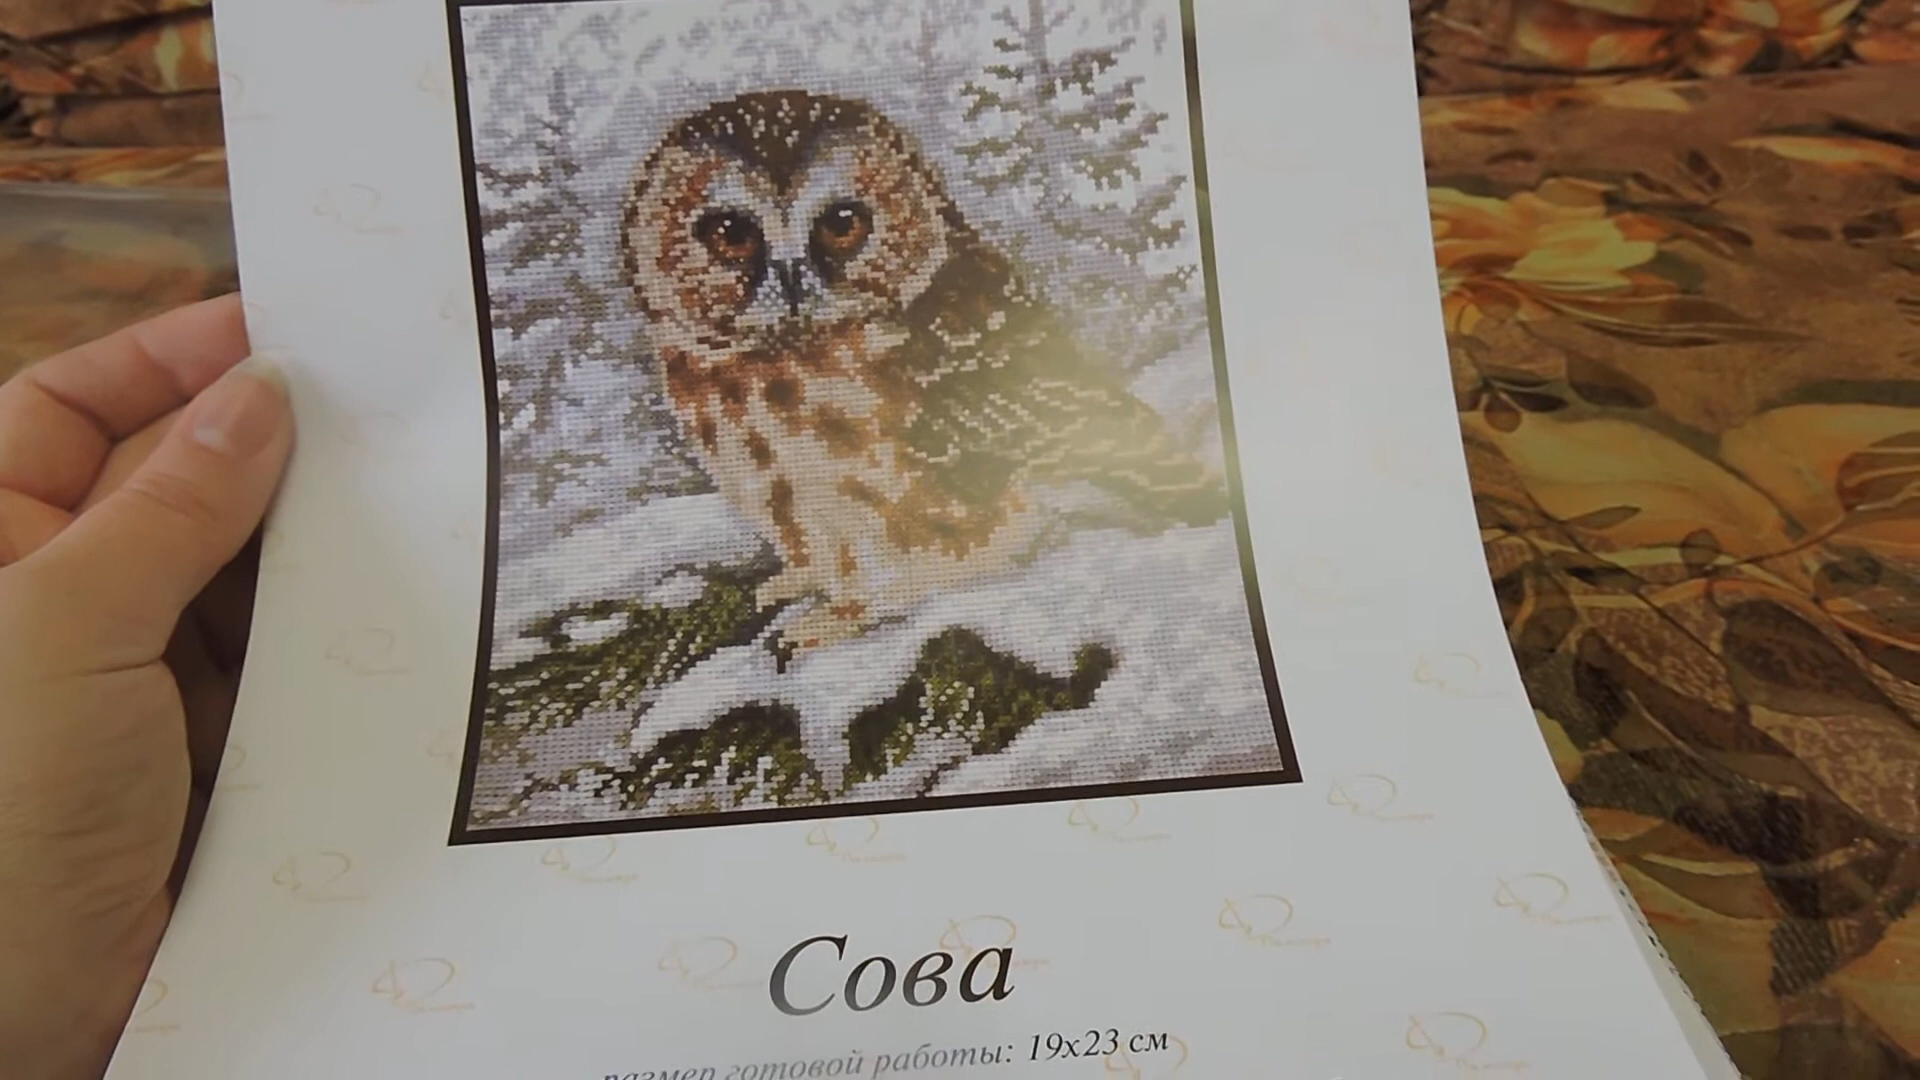 Сова
размер готовой работы: 19х23 см